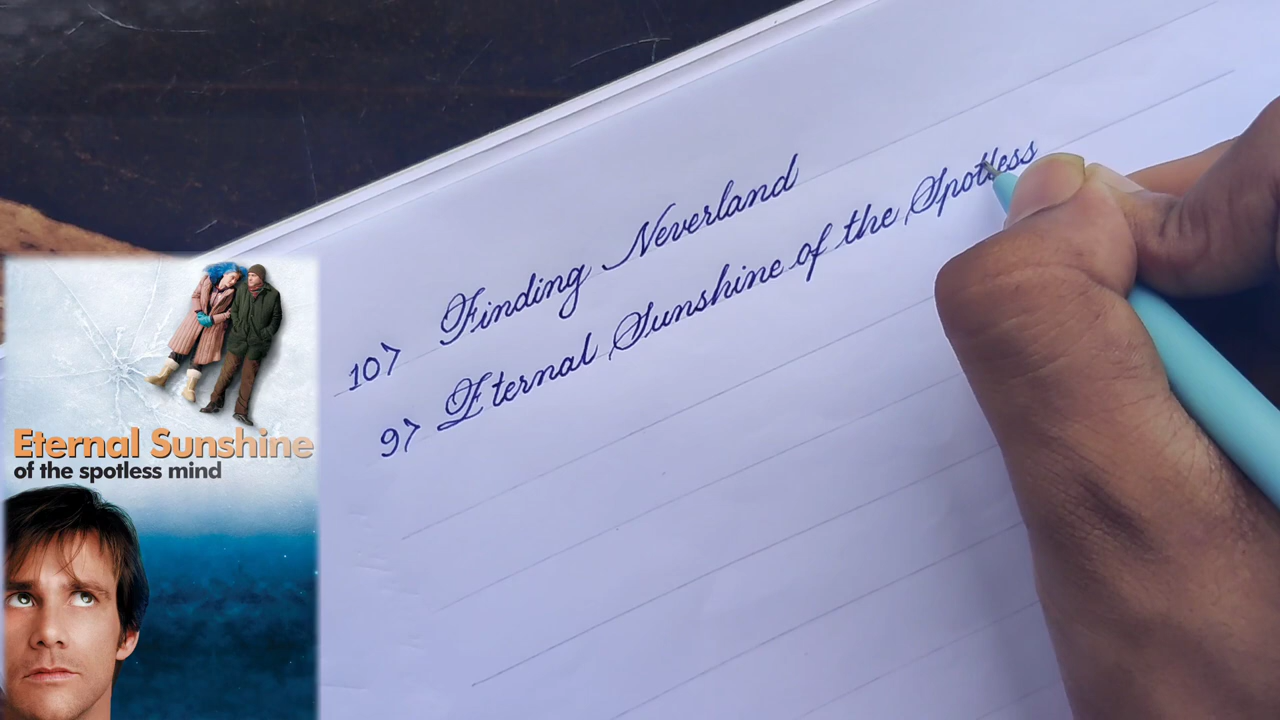 10> Finding Neverland
9> Eternal Sunshine of the Spotless
Eternal Sunshine
of the spotless mind